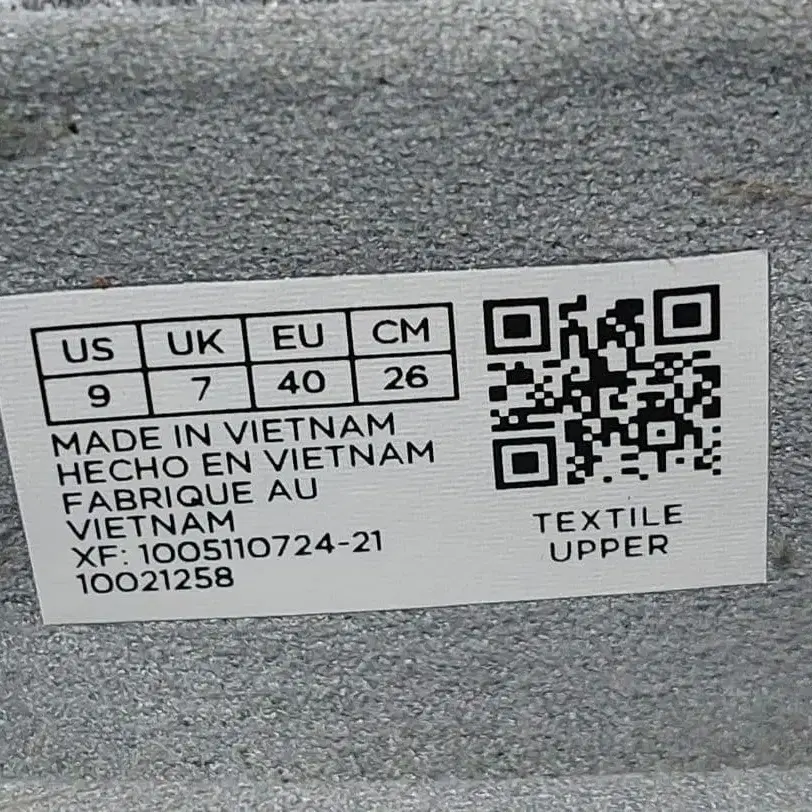 US UK EU CM
9 7 40 26
MADE IN VIETNAM
HECHO EN VIETNAM
FABRIQUE AU
VIETNAM
XF: 1005110724-21
10021258
TEXTILE
UPPER